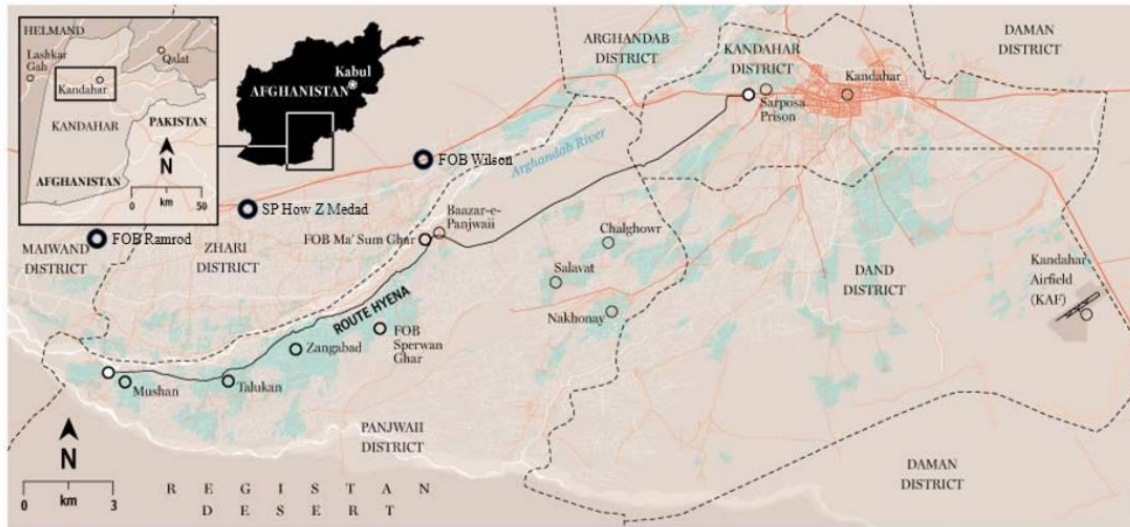 HELMAND
Lashkar
Gah
Qalat
Kandahar
KANDAHAR
PAKISTAN
N
AFGHANISTAN
0 km 50
Kabul
AFGHANISTAN
ARGHANDAB
DISTRICT
KANDAHAR
DISTRICT
DAMAN
DISTRICT
Kandahar
Sarposa
Prison
FOB Wilson
Arghandab River
SP How Z Medad
Baazar-e-
Panjwaii
FOB Ramrod
FOB Ma' Sum Ghar
MAIWAND
DISTRICT
ZHARI
DISTRICT
Chalghowr
Salavat
DAND
DISTRICT
Kandahar
Airfield
(KAF)
ROUTE HYENA
Nakhonay
FOB
Sperwan
Ghar
Zangabad
Mushan
Talukan
PANJWAII
DISTRICT
N
km
0 3
REGISTAN
DESERT
DAMAN
DISTRICT